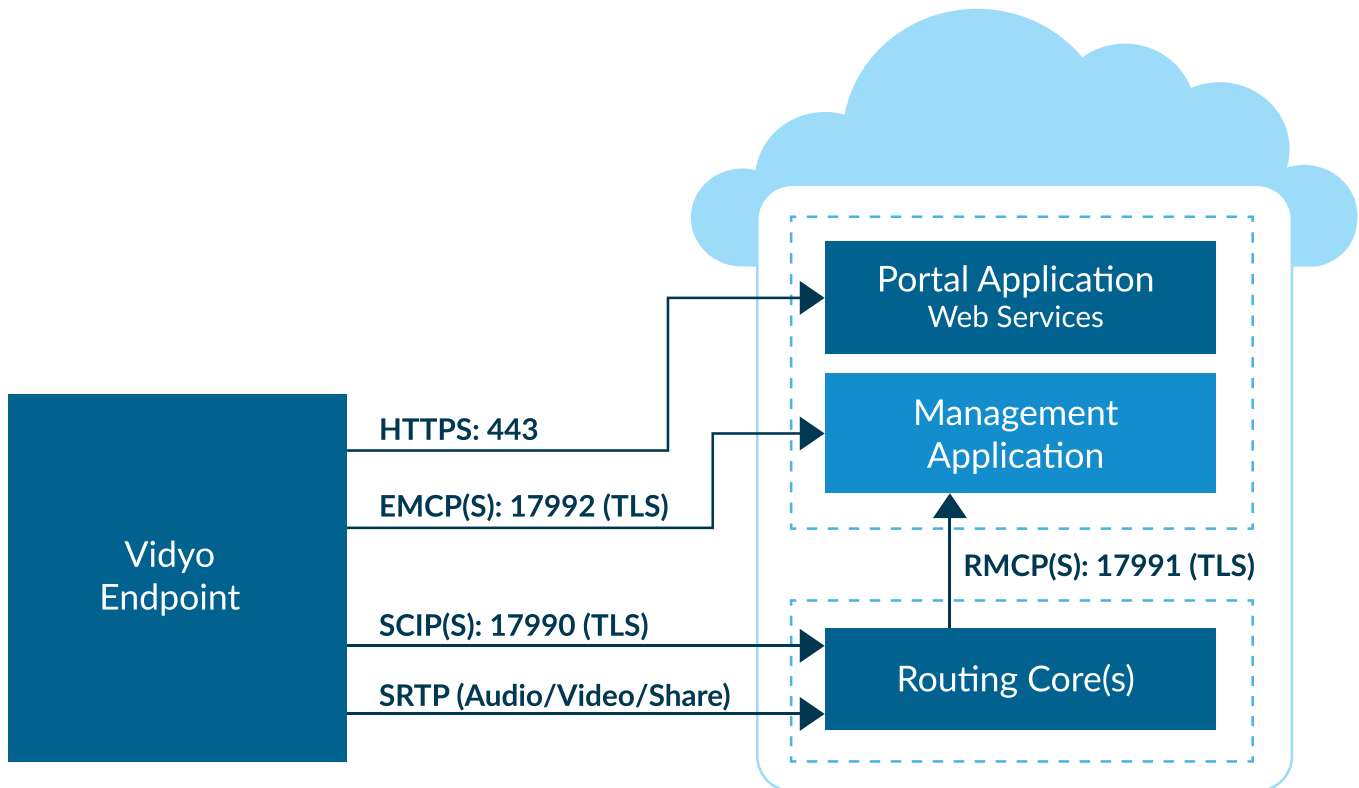 Portal Application
Web Services
Management
Application
HTTPS: 443
EMCP(S): 17992 (TLS)
Vidyo
Endpoint
RMCP(S): 17991 (TLS)
SCIP(S): 17990 (TLS)
Routing Core(s)
SRTP (Audio/Video/Share)